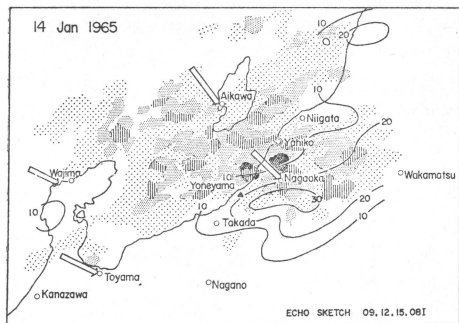 14 Jan 1965
10
20
Aikawa
Niigata
20
Yahiko
Wajima
101
Yoneyama
Nagaoka
Wakamatsu
10
10
30
20
Takada
10
Toyama
Nagano
Kanazawa
ECHO SKETCH 09, 12, 15, 08I